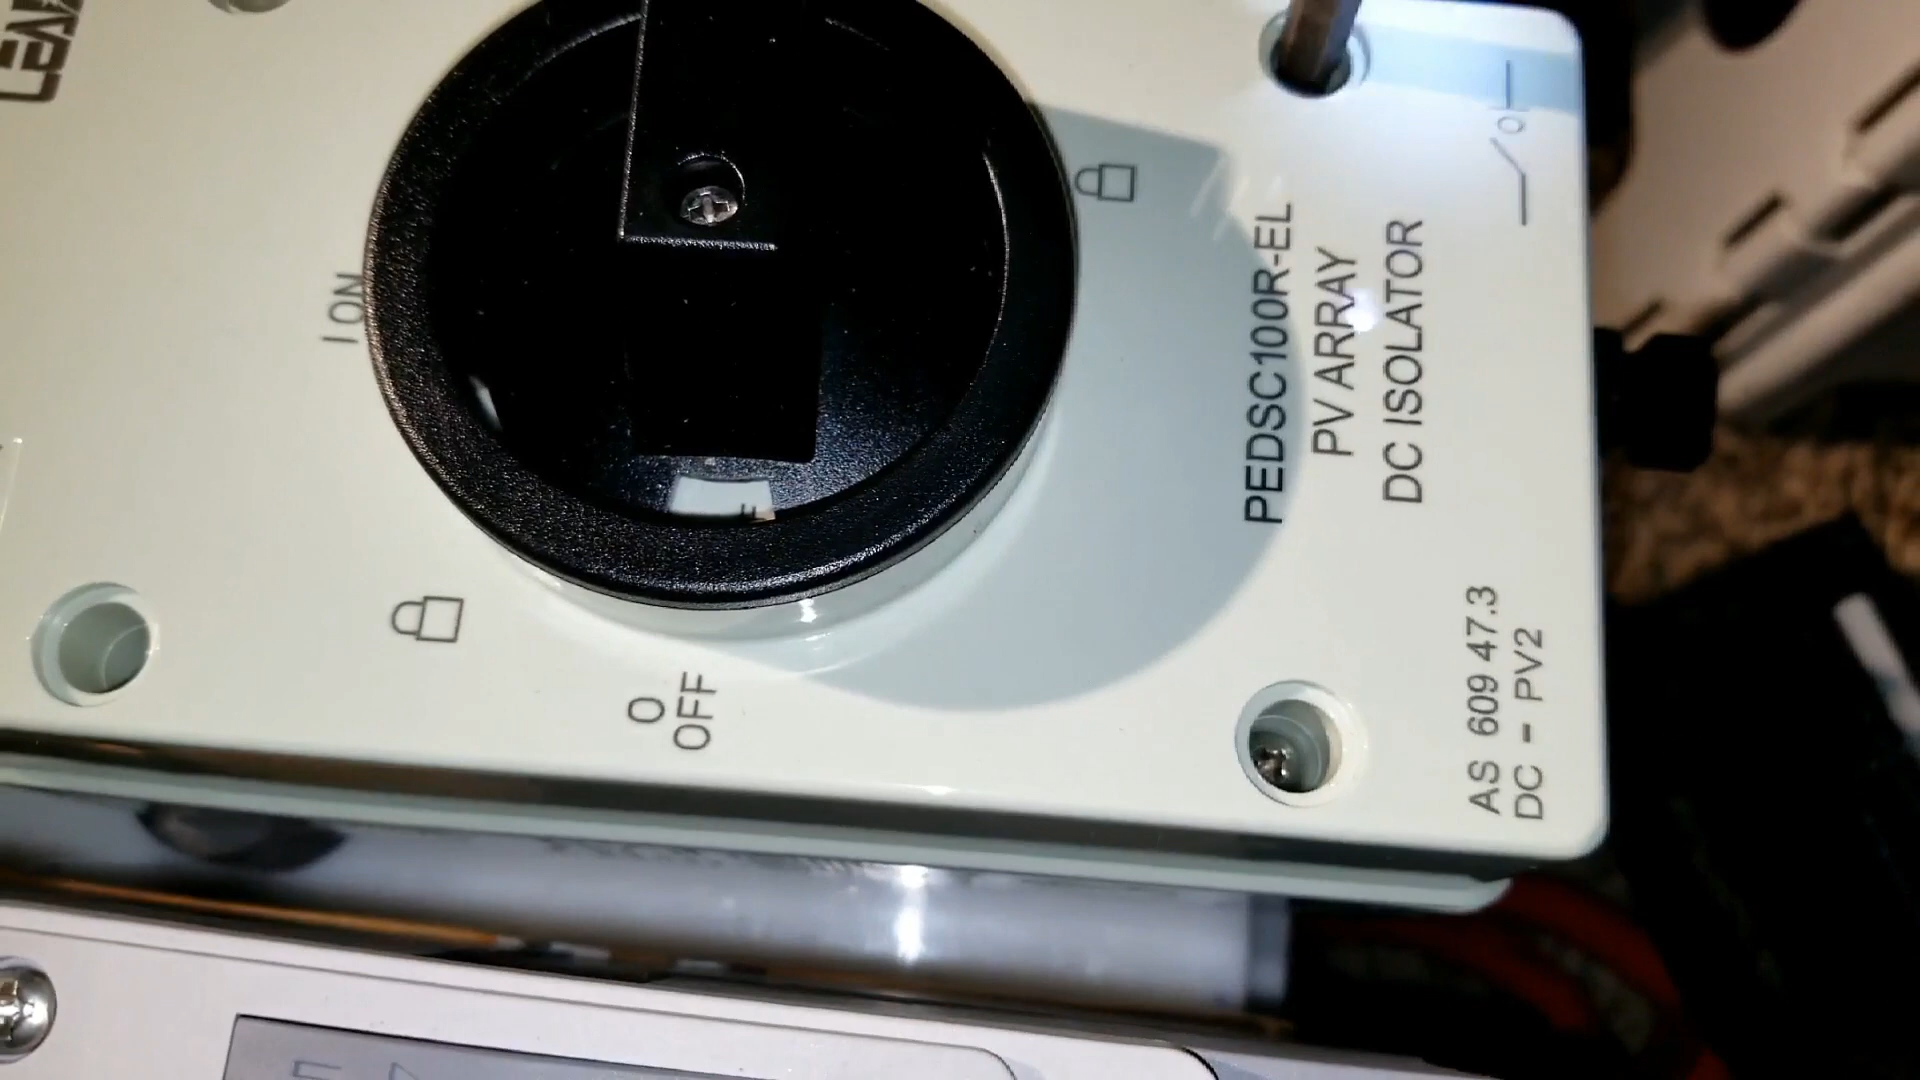 I ON
O
OFF
PEDSC100R-EL
PV ARRAY
DC ISOLATOR
AS 609 47.3
DC - PV2